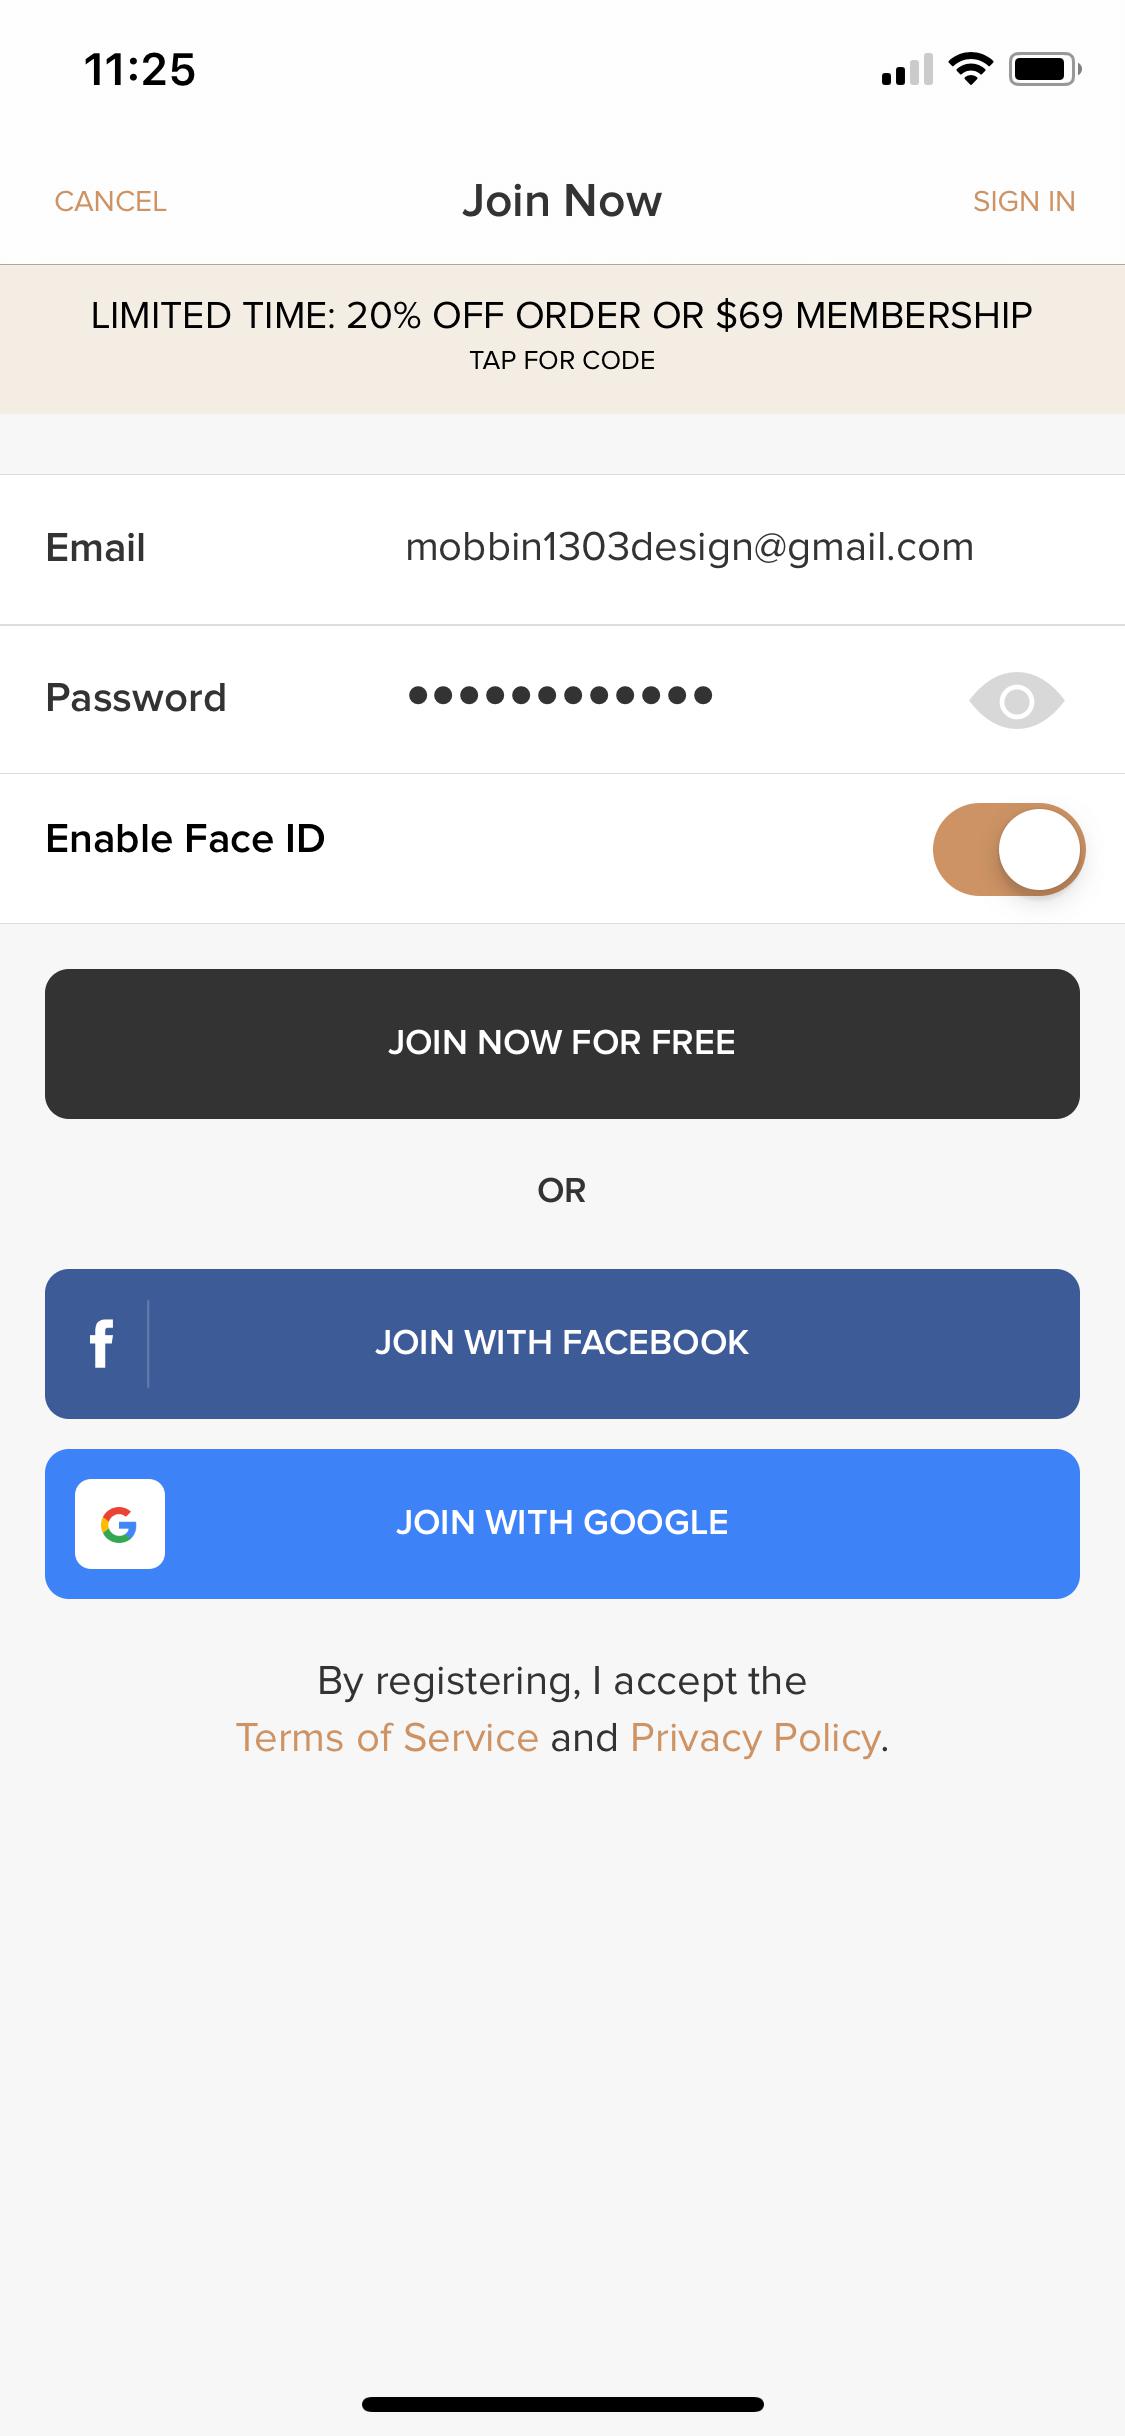 11:25
CANCEL
Join Now
SIGN IN
LIMITED TIME: 20% OFF ORDER OR $69 MEMBERSHIP
TAP FOR CODE
Email
mobbin1303design@gmail.com
Password
••••••••••••
Enable Face ID
JOIN NOW FOR FREE
OR
f
JOIN WITH FACEBOOK
G
JOIN WITH GOOGLE
By registering, I accept the
Terms of Service and Privacy Policy.